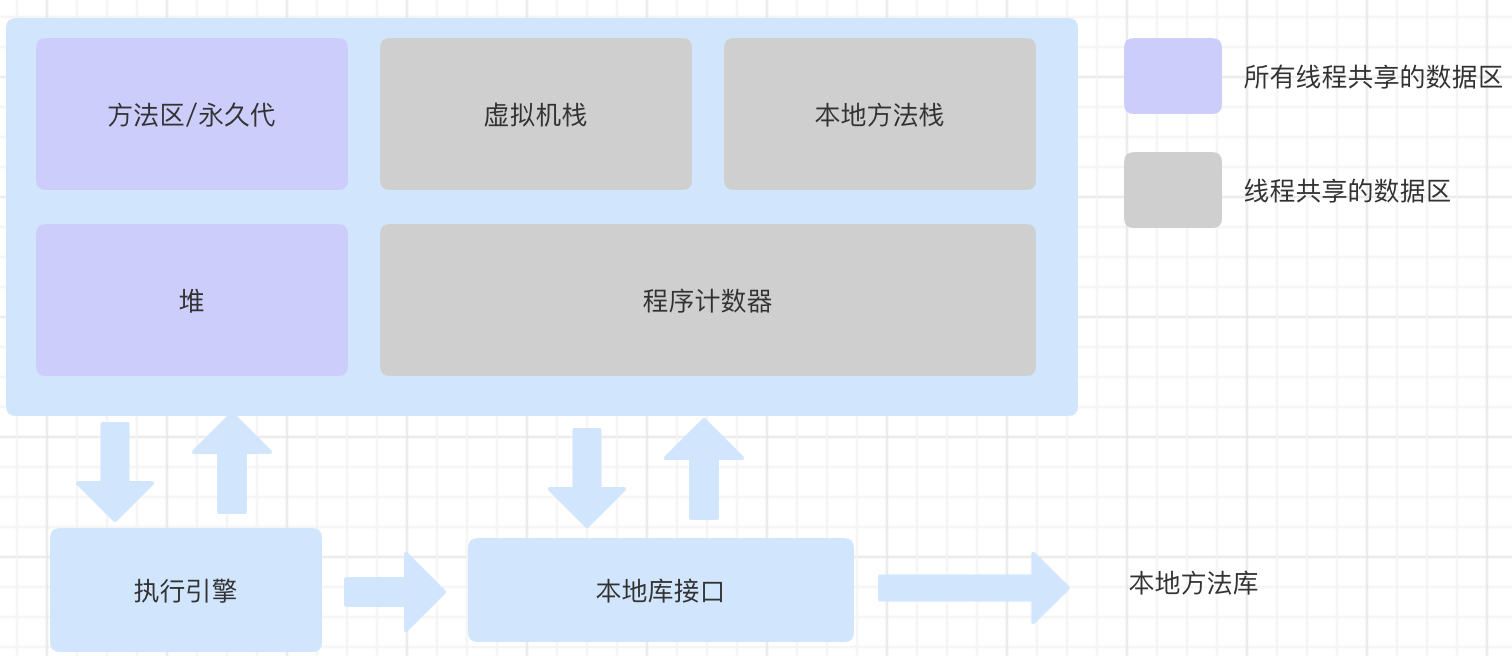 方法区/永久代
虚拟机栈
本地方法栈
所有线程共享的数据区
线程共享的数据区
堆
程序计数器
执行引擎
本地库接口
本地方法库